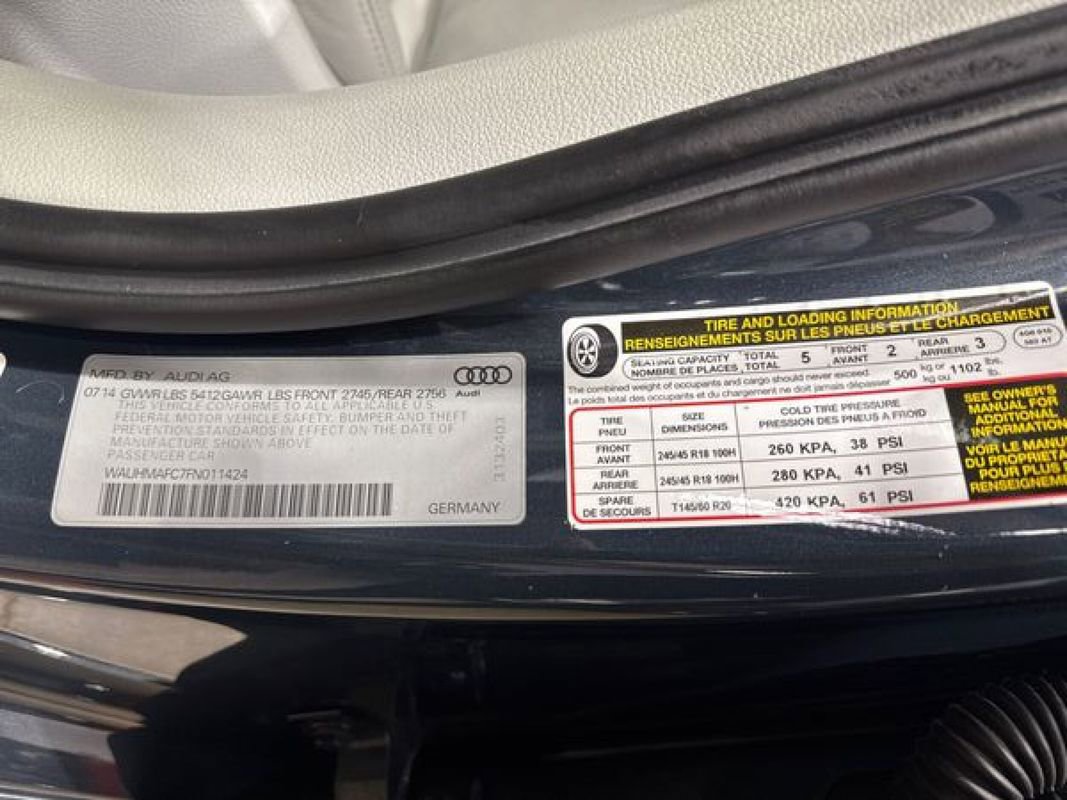 MFD. BY AUDI AG
0714 GVWR LBS 5412 GAWR LBS FRONT 2745/REAR 2756 Audi
THIS VEHICLE CONFORMS TO ALL APPLICABLE U.S.
FEDERAL MOTOR VEHICLE SAFETY, BUMPER AND THEFT
PREVENTION STANDARDS IN EFFECT ON THE DATE OF
MANUFACTURE SHOWN ABOVE
PASSENGER CAR
WAUHMAFC7FN011424
GERMANY
TIRE AND LOADING INFORMATION
RENSEIGNEMENTS SUR LES PNEUS ET LE CHARGEMENT
SEATING CAPACITY TOTAL 5 FRONT 2 REAR 3
NOMBRE DE PLACES TOTAL AVANT ARRIERE
The combined weight of occupants and cargo should never exceed 500 kg or 1102 lbs.
Le poids total des occupants et du chargement ne doit jamais dépasser kg ou lb.
TIRE SIZE COLD TIRE PRESSURE
PNEU DIMENSIONS PRESSION DES PNEUS A FROID
FRONT
AVANT 245/45 R18 100H 260 KPA, 38 PSI
REAR
ARRIERE 245/45 R18 100H 280 KPA, 41 PSI
SPARE
DE SECOURS T145/60 R20 420 KPA, 61 PSI
SEE OWNER'S
MANUAL FOR
ADDITIONAL
INFORMATION
VOIR LE MANU
DU PROPRIETA
POUR PLUS
RENSEIGNEME